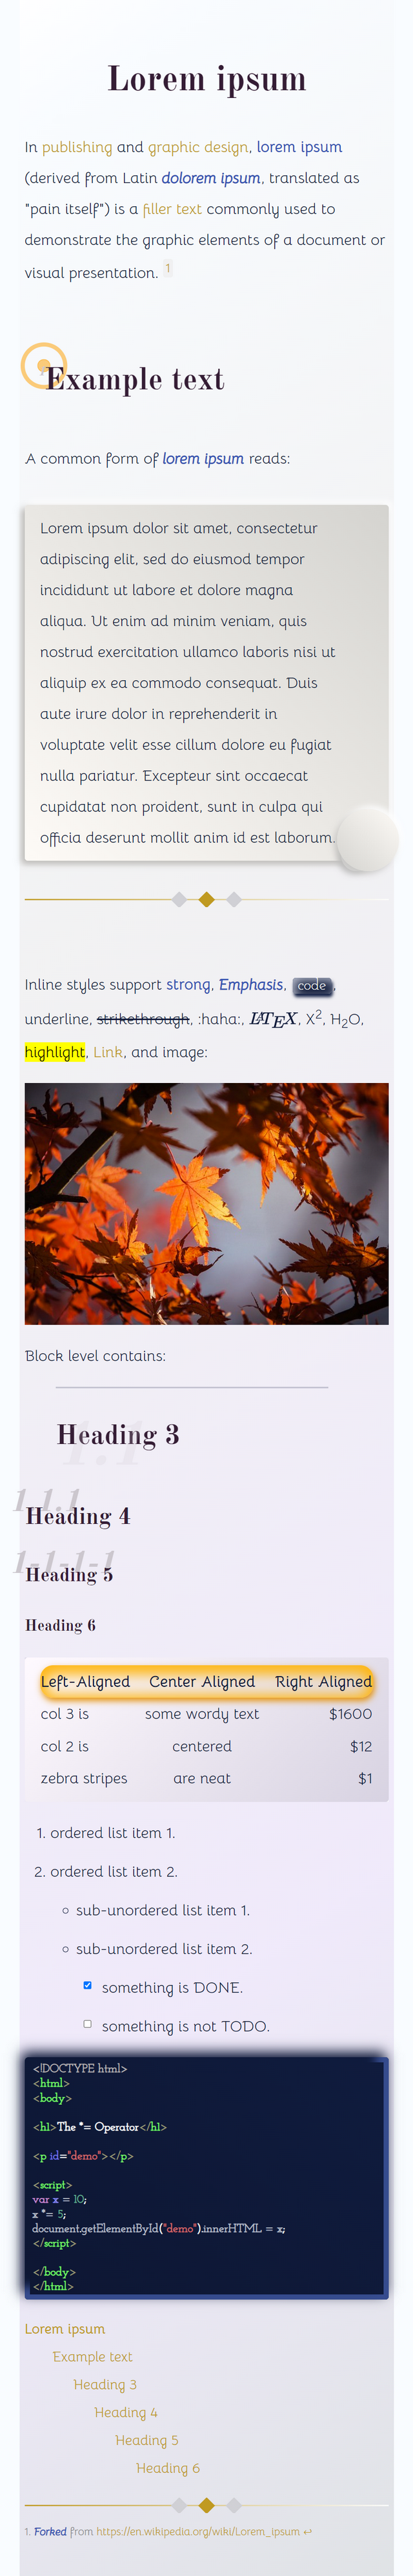 Lorem ipsum
In publishing and graphic design, lorem ipsum
(derived from Latin dolorem ipsum, translated as
"pain itself") is a filler text commonly used to
demonstrate the graphic elements of a document or
visual presentation. 1
Example text
A common form of lorem ipsum reads:
Lorem ipsum dolor sit amet, consectetur
adipiscing elit, sed do eiusmod tempor
incididunt ut labore et dolore magna
aliqua. Ut enim ad minim veniam, quis
nostrud exercitation ullamco laboris nisi ut
aliquip ex ea commodo consequat. Duis
aute irure dolor in reprehenderit in
voluptate velit esse cillum dolore eu fugiat
nulla pariatur. Excepteur sint occaecat
cupidatat non proident, sunt in culpa qui
officia deserunt mollit anim id est laborum.
Inline styles support strong, Emphasis, code,
underline, strikethrough, :haha:, LATEX, X2, H2O,
highlight, Link, and image:
Block level contains:
1.1
Heading 3
1.1.1
Heading 4
1-1-1-1
Heading 5
Heading 6
Left-Aligned Center Aligned Right Aligned
col 3 is some wordy text $1600
col 2 is centered $12
zebra stripes are neat $1
1. ordered list item 1.
2. ordered list item 2.
sub-unordered list item 1.
sub-unordered list item 2.
something is DONE.
something is not TODO.
<!DOCTYPE html>
<html>
<body>
<h1>The *= Operator</h1>
<p id="demo"></p>
<script>
var x = 10;
x *= 5;
document.getElementById("demo").innerHTML = x;
</script>
</body>
</html>
Lorem ipsum
Example text
Heading 3
Heading 4
Heading 5
Heading 6
1. Forked from https://en.wikipedia.org/wiki/Lorem_ipsum ↩